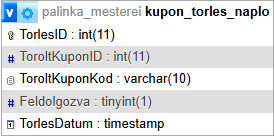 v palinka_mesterei kupon_torles_naplo
TorlesID : int(11)
# ToroltKuponID : int(11)
ToroltKuponKod : varchar(10)
# Feldolgozva : tinyint(1)
TorlesDatum : timestamp